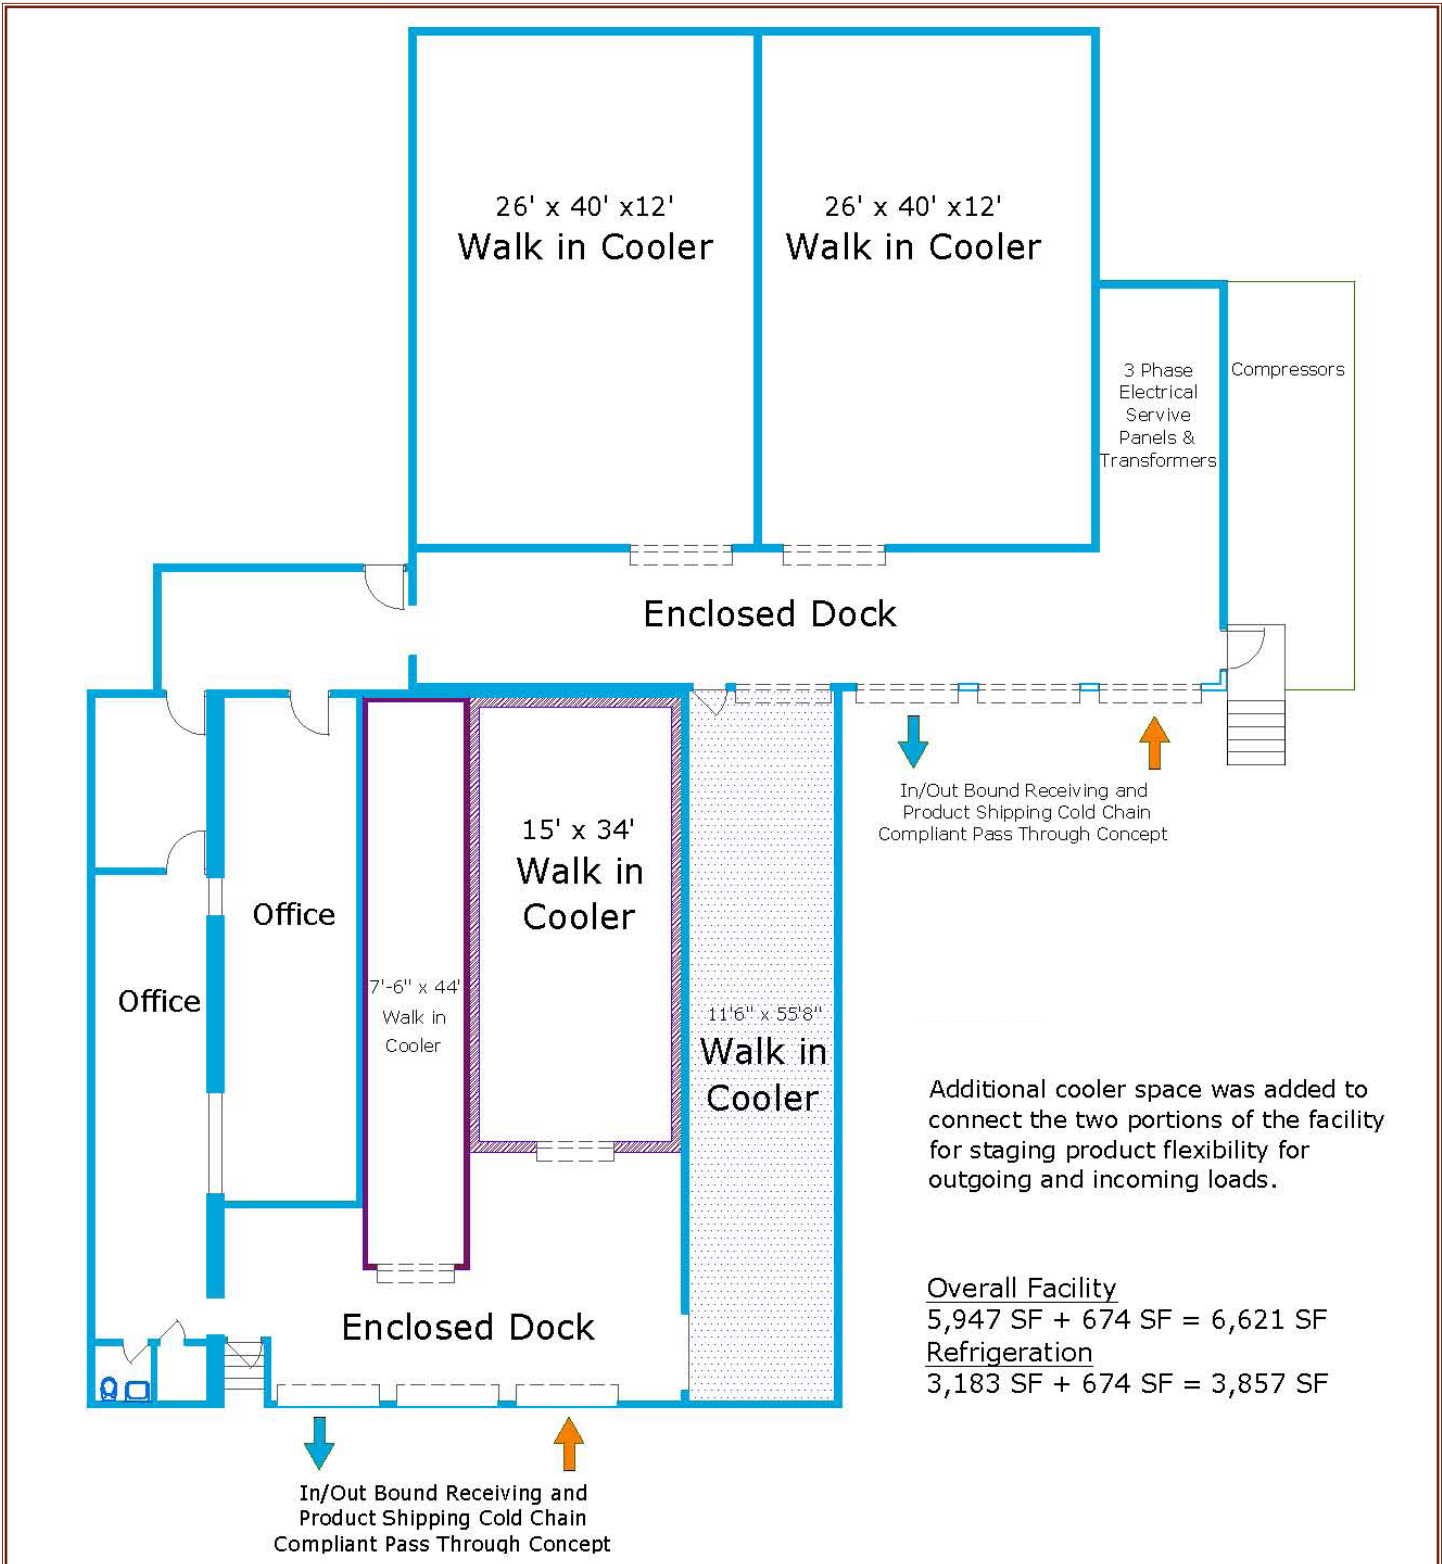 26' x 40' x12'
Walk in Cooler
26' x 40' x12'
Walk in Cooler
3 Phase
Electrical
Servive
Panels &
Transformers
Compressors
Enclosed Dock
In/Out Bound Receiving and
Product Shipping Cold Chain
Compliant Pass Through Concept
15' x 34'
Walk in
Cooler
Office
Office
7'-6" x 44'
Walk in
Cooler
11'6" x 55'8"
Walk in
Cooler
Additional cooler space was added to
connect the two portions of the facility
for staging product flexibility for
outgoing and incoming loads.
Overall Facility
5,947 SF + 674 SF = 6,621 SF
Refrigeration
3,183 SF + 674 SF = 3,857 SF
Enclosed Dock
In/Out Bound Receiving and
Product Shipping Cold Chain
Compliant Pass Through Concept